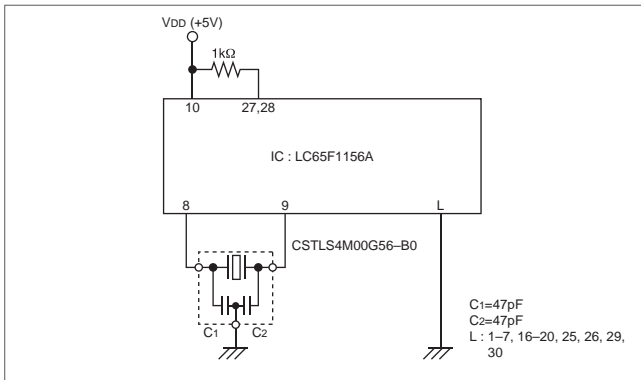 VDD (+5V)
1kΩ
10
27,28
IC : LC65F1156A
8
9
L
CSTLS4M00G56–B0
C1
C2
C1=47pF
C2=47pF
L : 1–7, 16–20, 25, 26, 29,
30